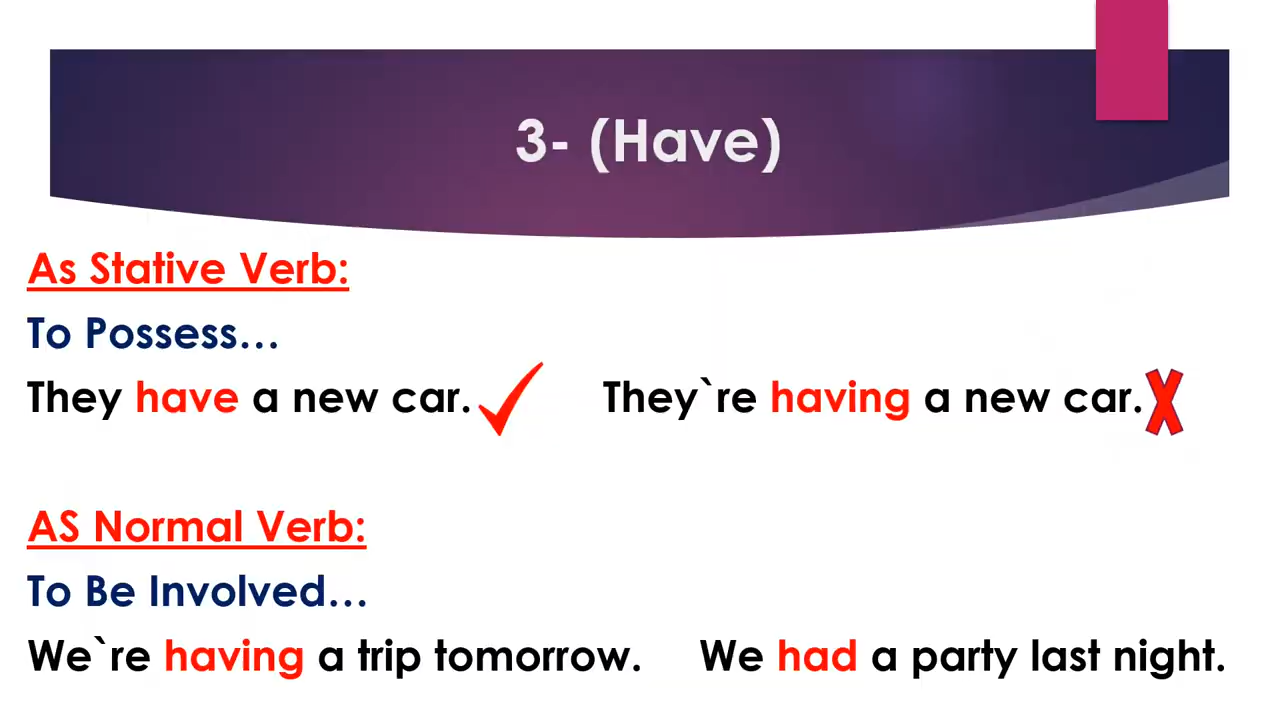 3- (Have)
As Stative Verb:
To Possess…
They have a new car. They`re having a new car.
AS Normal Verb:
To Be Involved…
We`re having a trip tomorrow. We had a party last night.